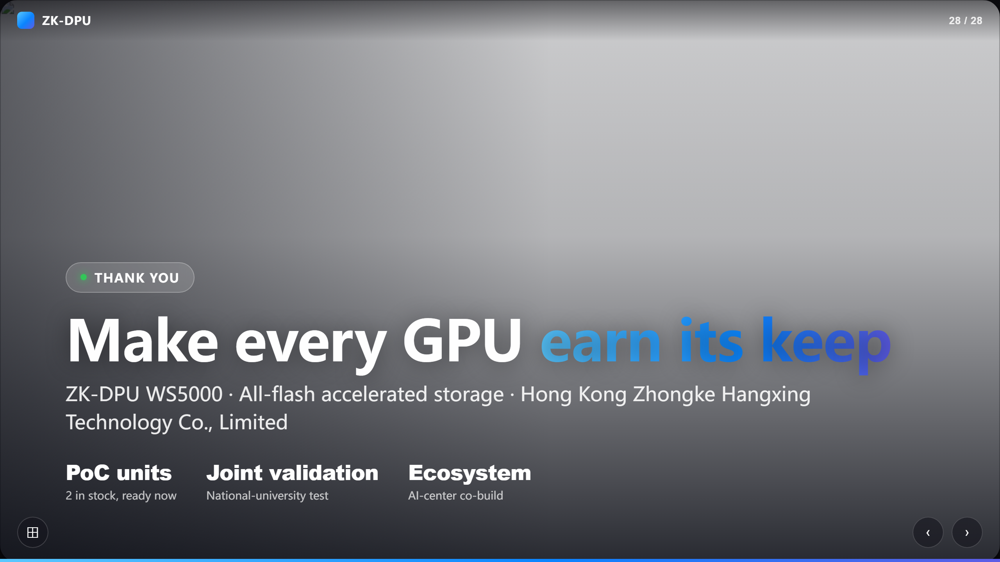 ZK-DPU
28 / 28
THANK YOU
Make every GPU earn its keep
ZK-DPU WS5000 · All-flash accelerated storage · Hong Kong Zhongke Hangxing
Technology Co., Limited
PoC units
2 in stock, ready now
Joint validation
National-university test
Ecosystem
AI-center co-build